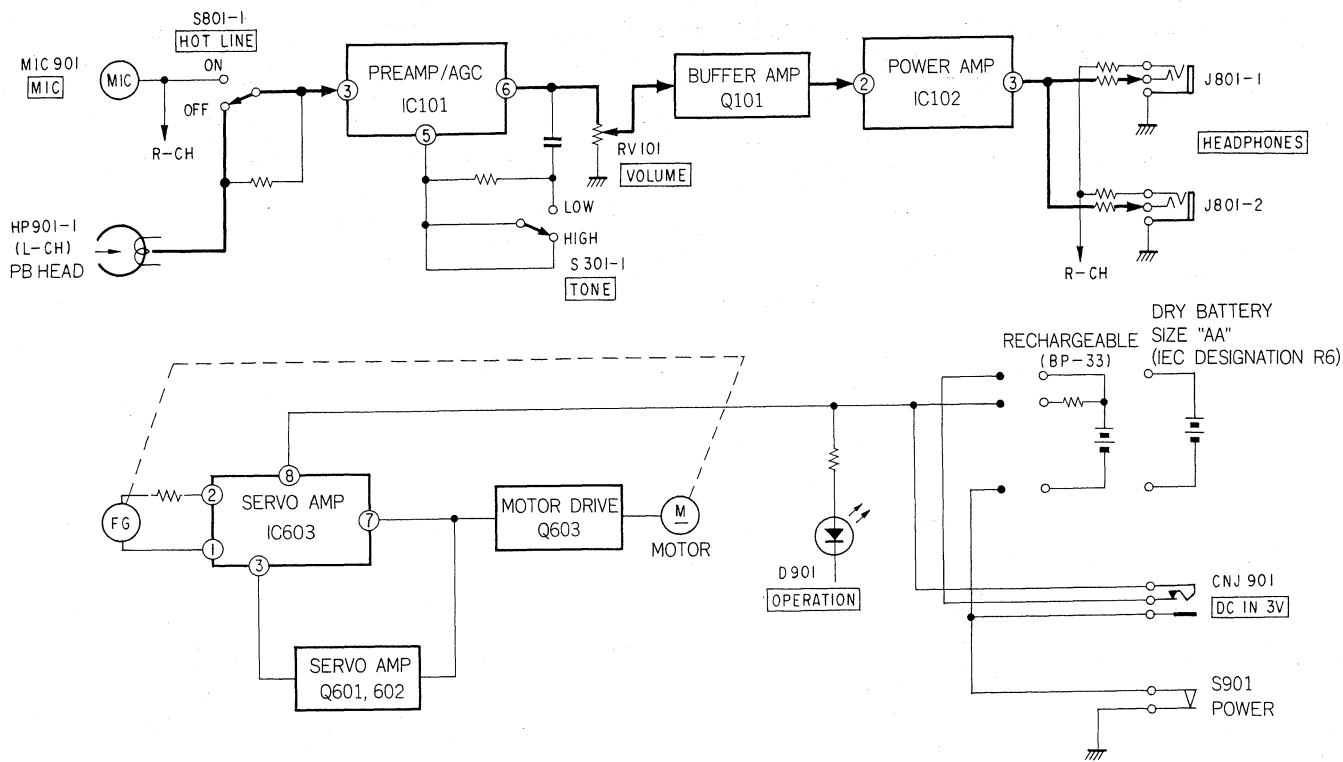 S801-1
HOT LINE
MIC 901
MIC
MIC
ON
OFF
R-CH
3
PREAMP/AGC
IC101
6
5
RV101
VOLUME
BUFFER AMP
Q101
2
POWER AMP
IC102
3
J801-1
HEADPHONES
J801-2
R-CH
LOW
HIGH
S301-1
TONE
HP901-1
(L-CH)
PB HEAD
DRY BATTERY
SIZE "AA"
(IEC DESIGNATION R6)
RECHARGEABLE
(BP-33)
8
2
SERVO AMP
IC603
7
FG
1
3
MOTOR DRIVE
Q603
M
MOTOR
D901
OPERATION
CNJ 901
DC IN 3V
SERVO AMP
Q601, 602
S901
POWER